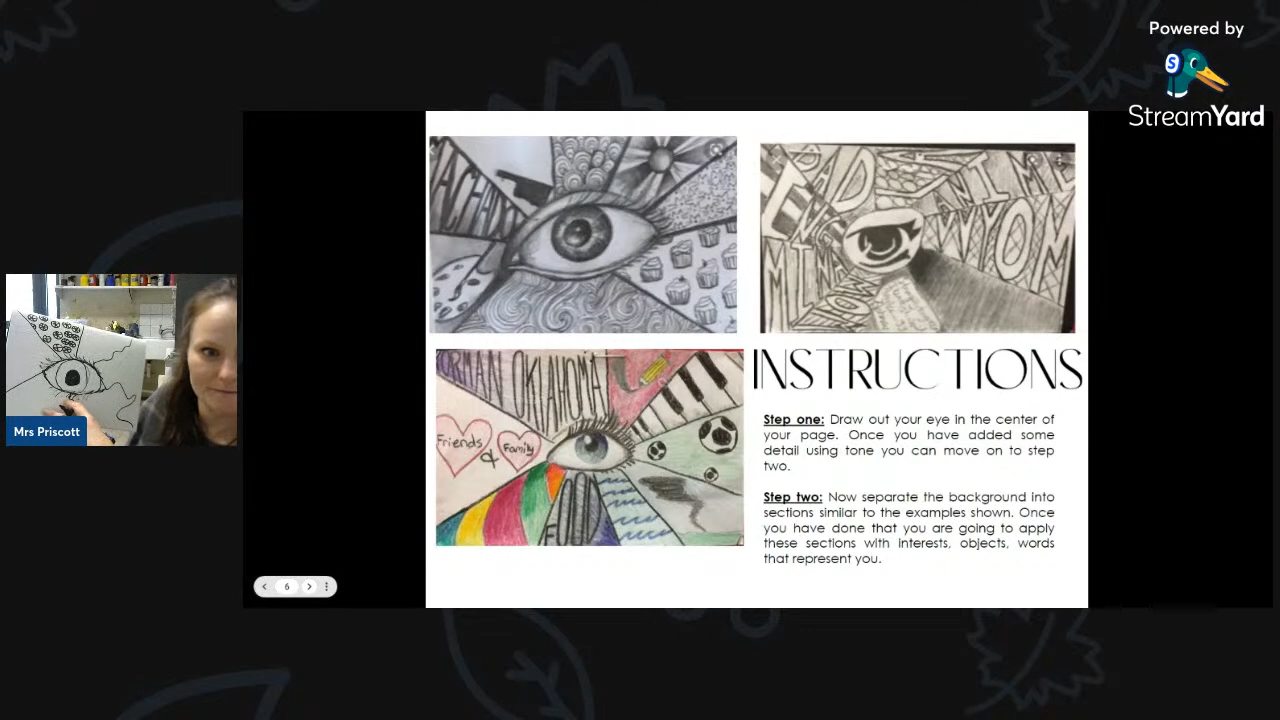 Powered by
StreamYard
Mrs Priscott
NORMAN OKLAHOMA
Friends
&
Family
FOOD
INSTRUCTIONS
Step one: Draw out your eye in the center of
your page. Once you have added some
detail using tone you can move on to step
two.
Step two: Now separate the background into
sections similar to the examples shown. Once
you have done that you are going to apply
these sections with interests, objects, words
that represent you.
6